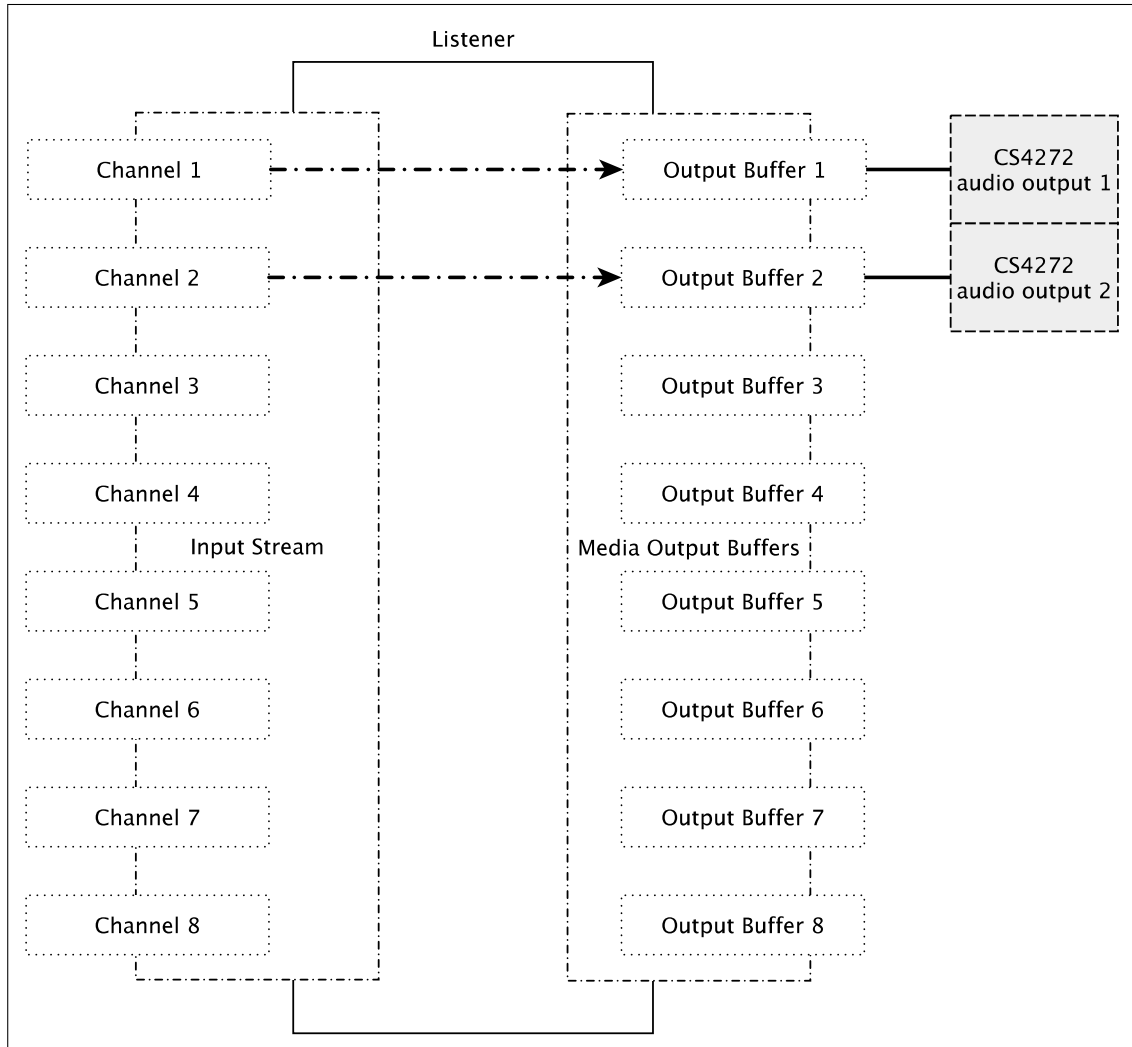 Listener
Channel 1
Output Buffer 1
CS4272
audio output 1
Channel 2
Output Buffer 2
CS4272
audio output 2
Channel 3
Output Buffer 3
Channel 4
Output Buffer 4
Input Stream
Media Output Buffers
Channel 5
Output Buffer 5
Channel 6
Output Buffer 6
Channel 7
Output Buffer 7
Channel 8
Output Buffer 8